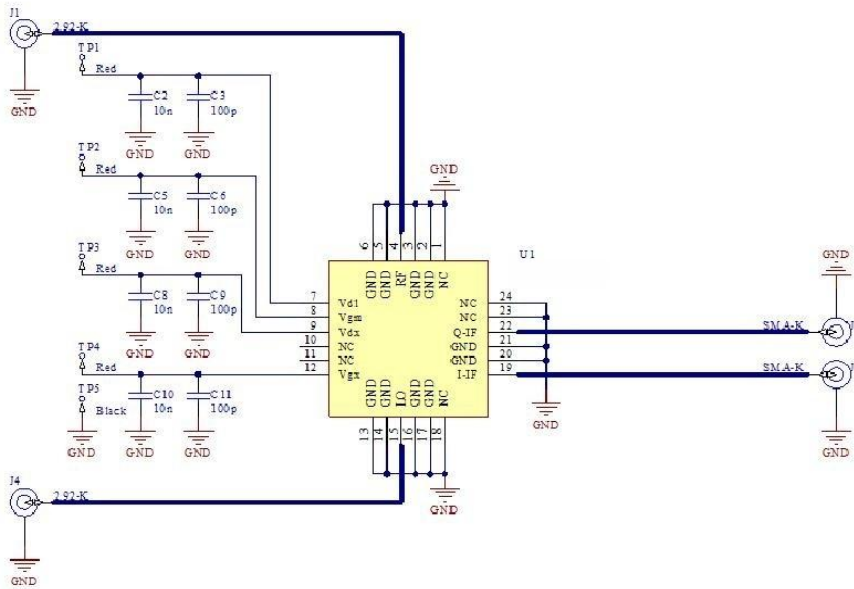 J1
2.92-K
GND
TP1
Red
C2
10n
C3
100p
GND
GND
TP2
Red
C5
10n
C6
100p
GND
GND
TP3
Red
C8
10n
C9
100p
GND
GND
TP4
Red
TP5
Black
C10
10n
C11
100p
GND
GND
GND
J4
2.92-K
GND
GND
6 5 4 3 2 1
GND GND RF GND GND NC
U1
7 Vd1
8 Vgm
9 Vdx
10 NC
11 NC
12 Vgx
NC 24
NC 23
Q-IF 22
GND 21
GND 20
I-IF 19
GND GND LO GND GND NC
13 14 15 16 17 18
GND
GND
GND
SMA-K
J
SMA-K
J
GND